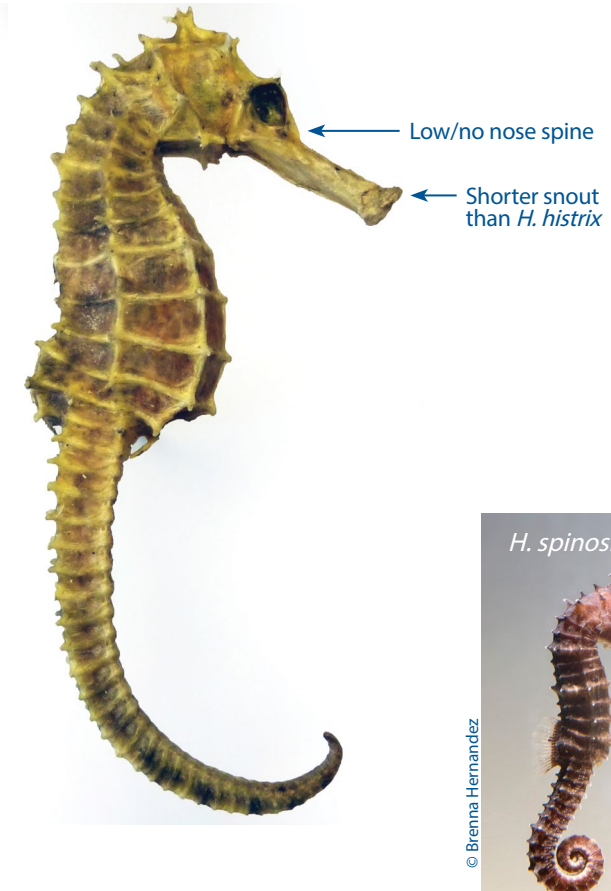 Low/no nose spine
Shorter snout
than H. histrix
© Brenna Hernandez